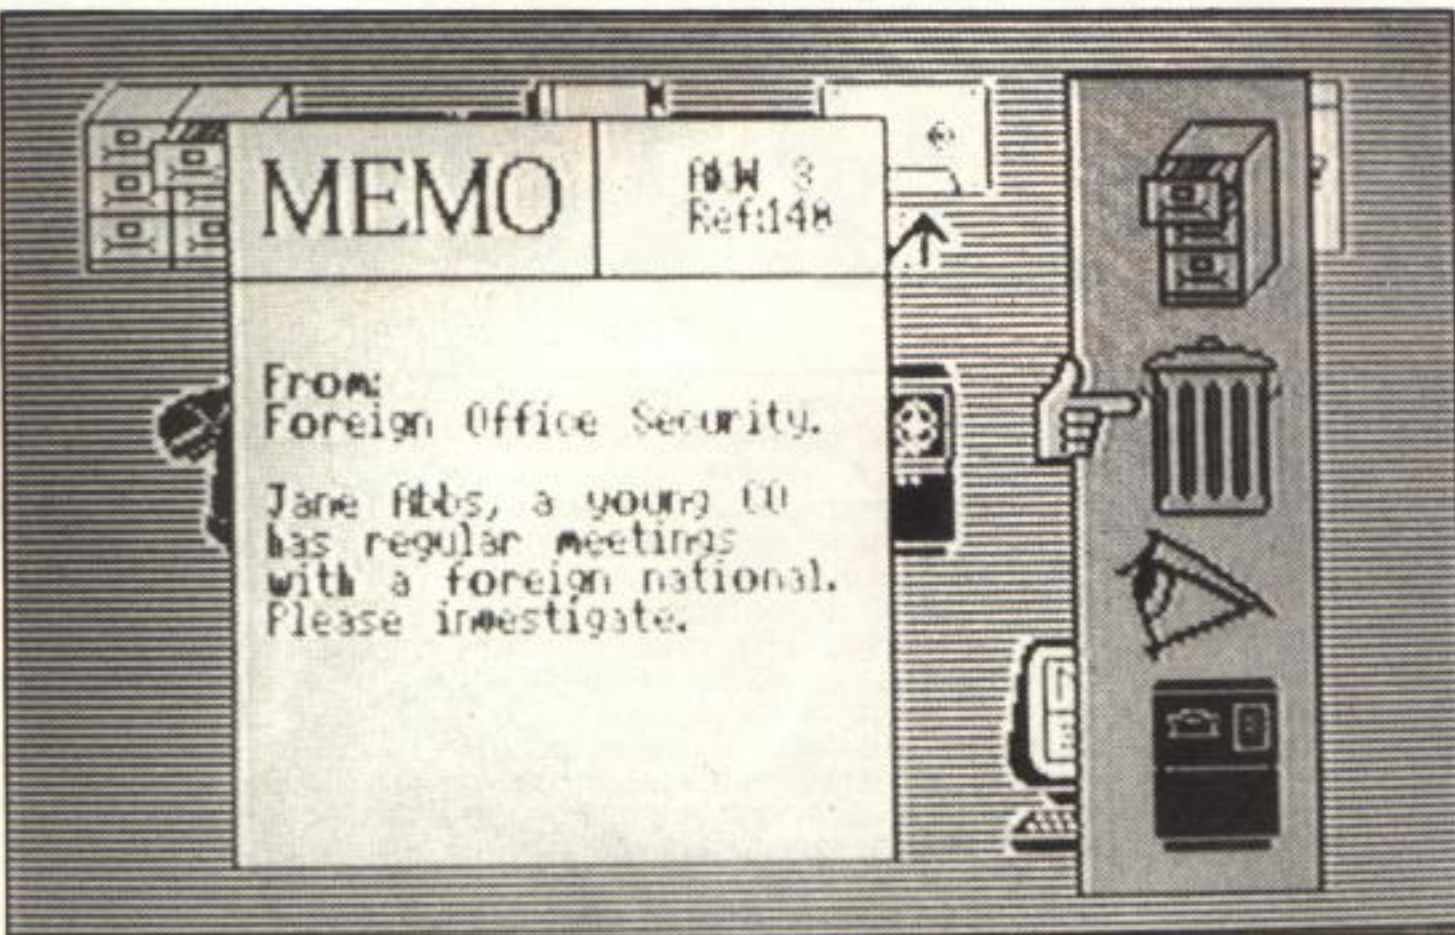 MEMO
3
Ref:148
From:
Foreign Office Security.
Jane Abbs, a young CO
has regular meetings
with a foreign national.
Please investigate.